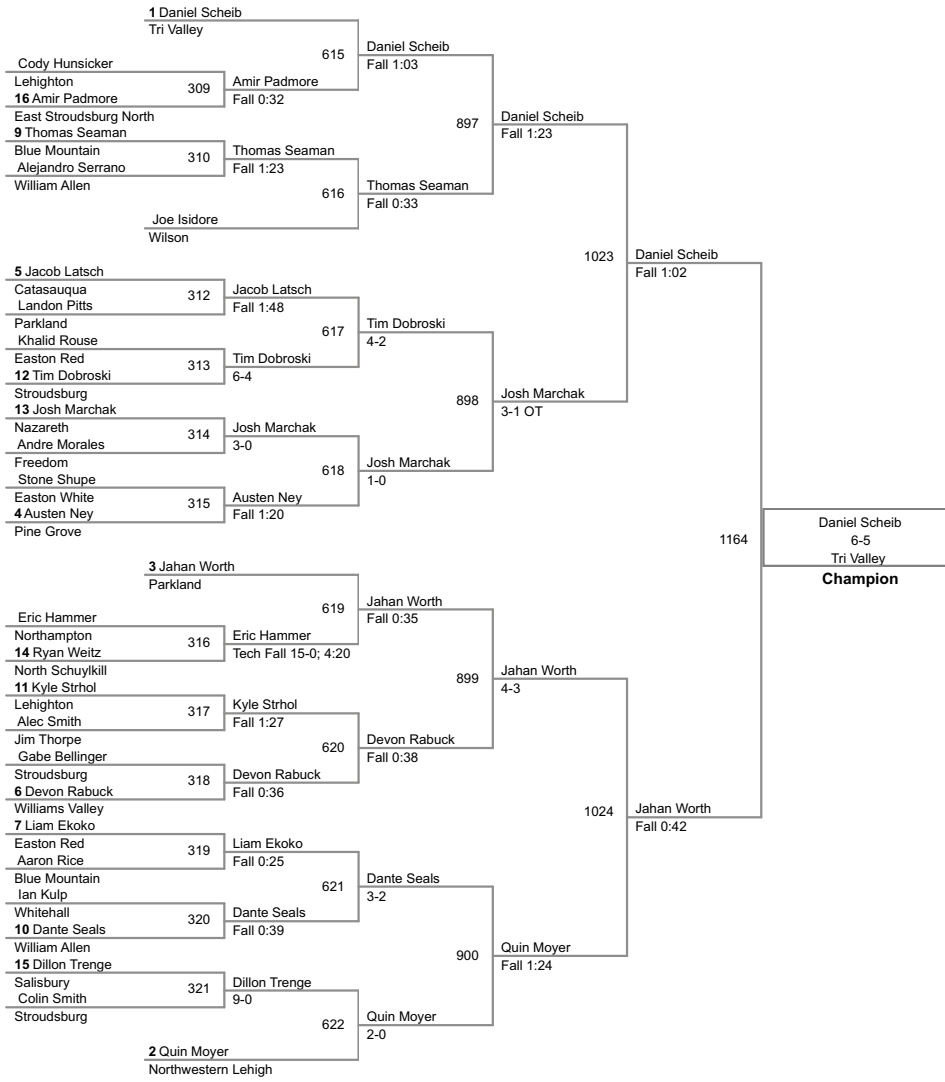 1 Daniel Scheib
Tri Valley
615
Daniel Scheib
Fall 1:03
Cody Hunsicker
Lehighton
309
Amir Padmore
16 Amir Padmore
Fall 0:32
East Stroudsburg North
897
Daniel Scheib
Fall 1:23
9 Thomas Seaman
Blue Mountain
310
Thomas Seaman
Alejandro Serrano
Fall 1:23
William Allen
616
Thomas Seaman
Fall 0:33
Joe Isidore
Wilson
1023
Daniel Scheib
Fall 1:02
5 Jacob Latsch
Catasauqua
312
Jacob Latsch
Landon Pitts
Fall 1:48
Parkland
617
Tim Dobroski
4-2
Khalid Rouse
Easton Red
313
Tim Dobroski
12 Tim Dobroski
6-4
Stroudsburg
898
Josh Marchak
3-1 OT
13 Josh Marchak
Nazareth
314
Josh Marchak
Andre Morales
3-0
Freedom
618
Josh Marchak
1-0
Stone Shupe
Easton White
315
Austen Ney
4 Austen Ney
Fall 1:20
Pine Grove
1164
Daniel Scheib
6-5
Tri Valley
Champion
3 Jahan Worth
Parkland
619
Jahan Worth
Fall 0:35
Eric Hammer
Northampton
316
Eric Hammer
14 Ryan Weitz
Tech Fall 15-0; 4:20
North Schuylkill
899
Jahan Worth
4-3
11 Kyle Strhol
Lehighton
317
Kyle Strhol
Alec Smith
Fall 1:27
Jim Thorpe
620
Devon Rabuck
Fall 0:38
Gabe Bellinger
Stroudsburg
318
Devon Rabuck
6 Devon Rabuck
Fall 0:36
Williams Valley
1024
Jahan Worth
Fall 0:42
7 Liam Ekoko
Easton Red
319
Liam Ekoko
Aaron Rice
Fall 0:25
Blue Mountain
621
Dante Seals
3-2
Ian Kulp
Whitehall
320
Dante Seals
10 Dante Seals
Fall 0:39
William Allen
900
Quin Moyer
Fall 1:24
15 Dillon Trenge
Salisbury
321
Dillon Trenge
Colin Smith
9-0
Stroudsburg
622
Quin Moyer
2-0
2 Quin Moyer
Northwestern Lehigh